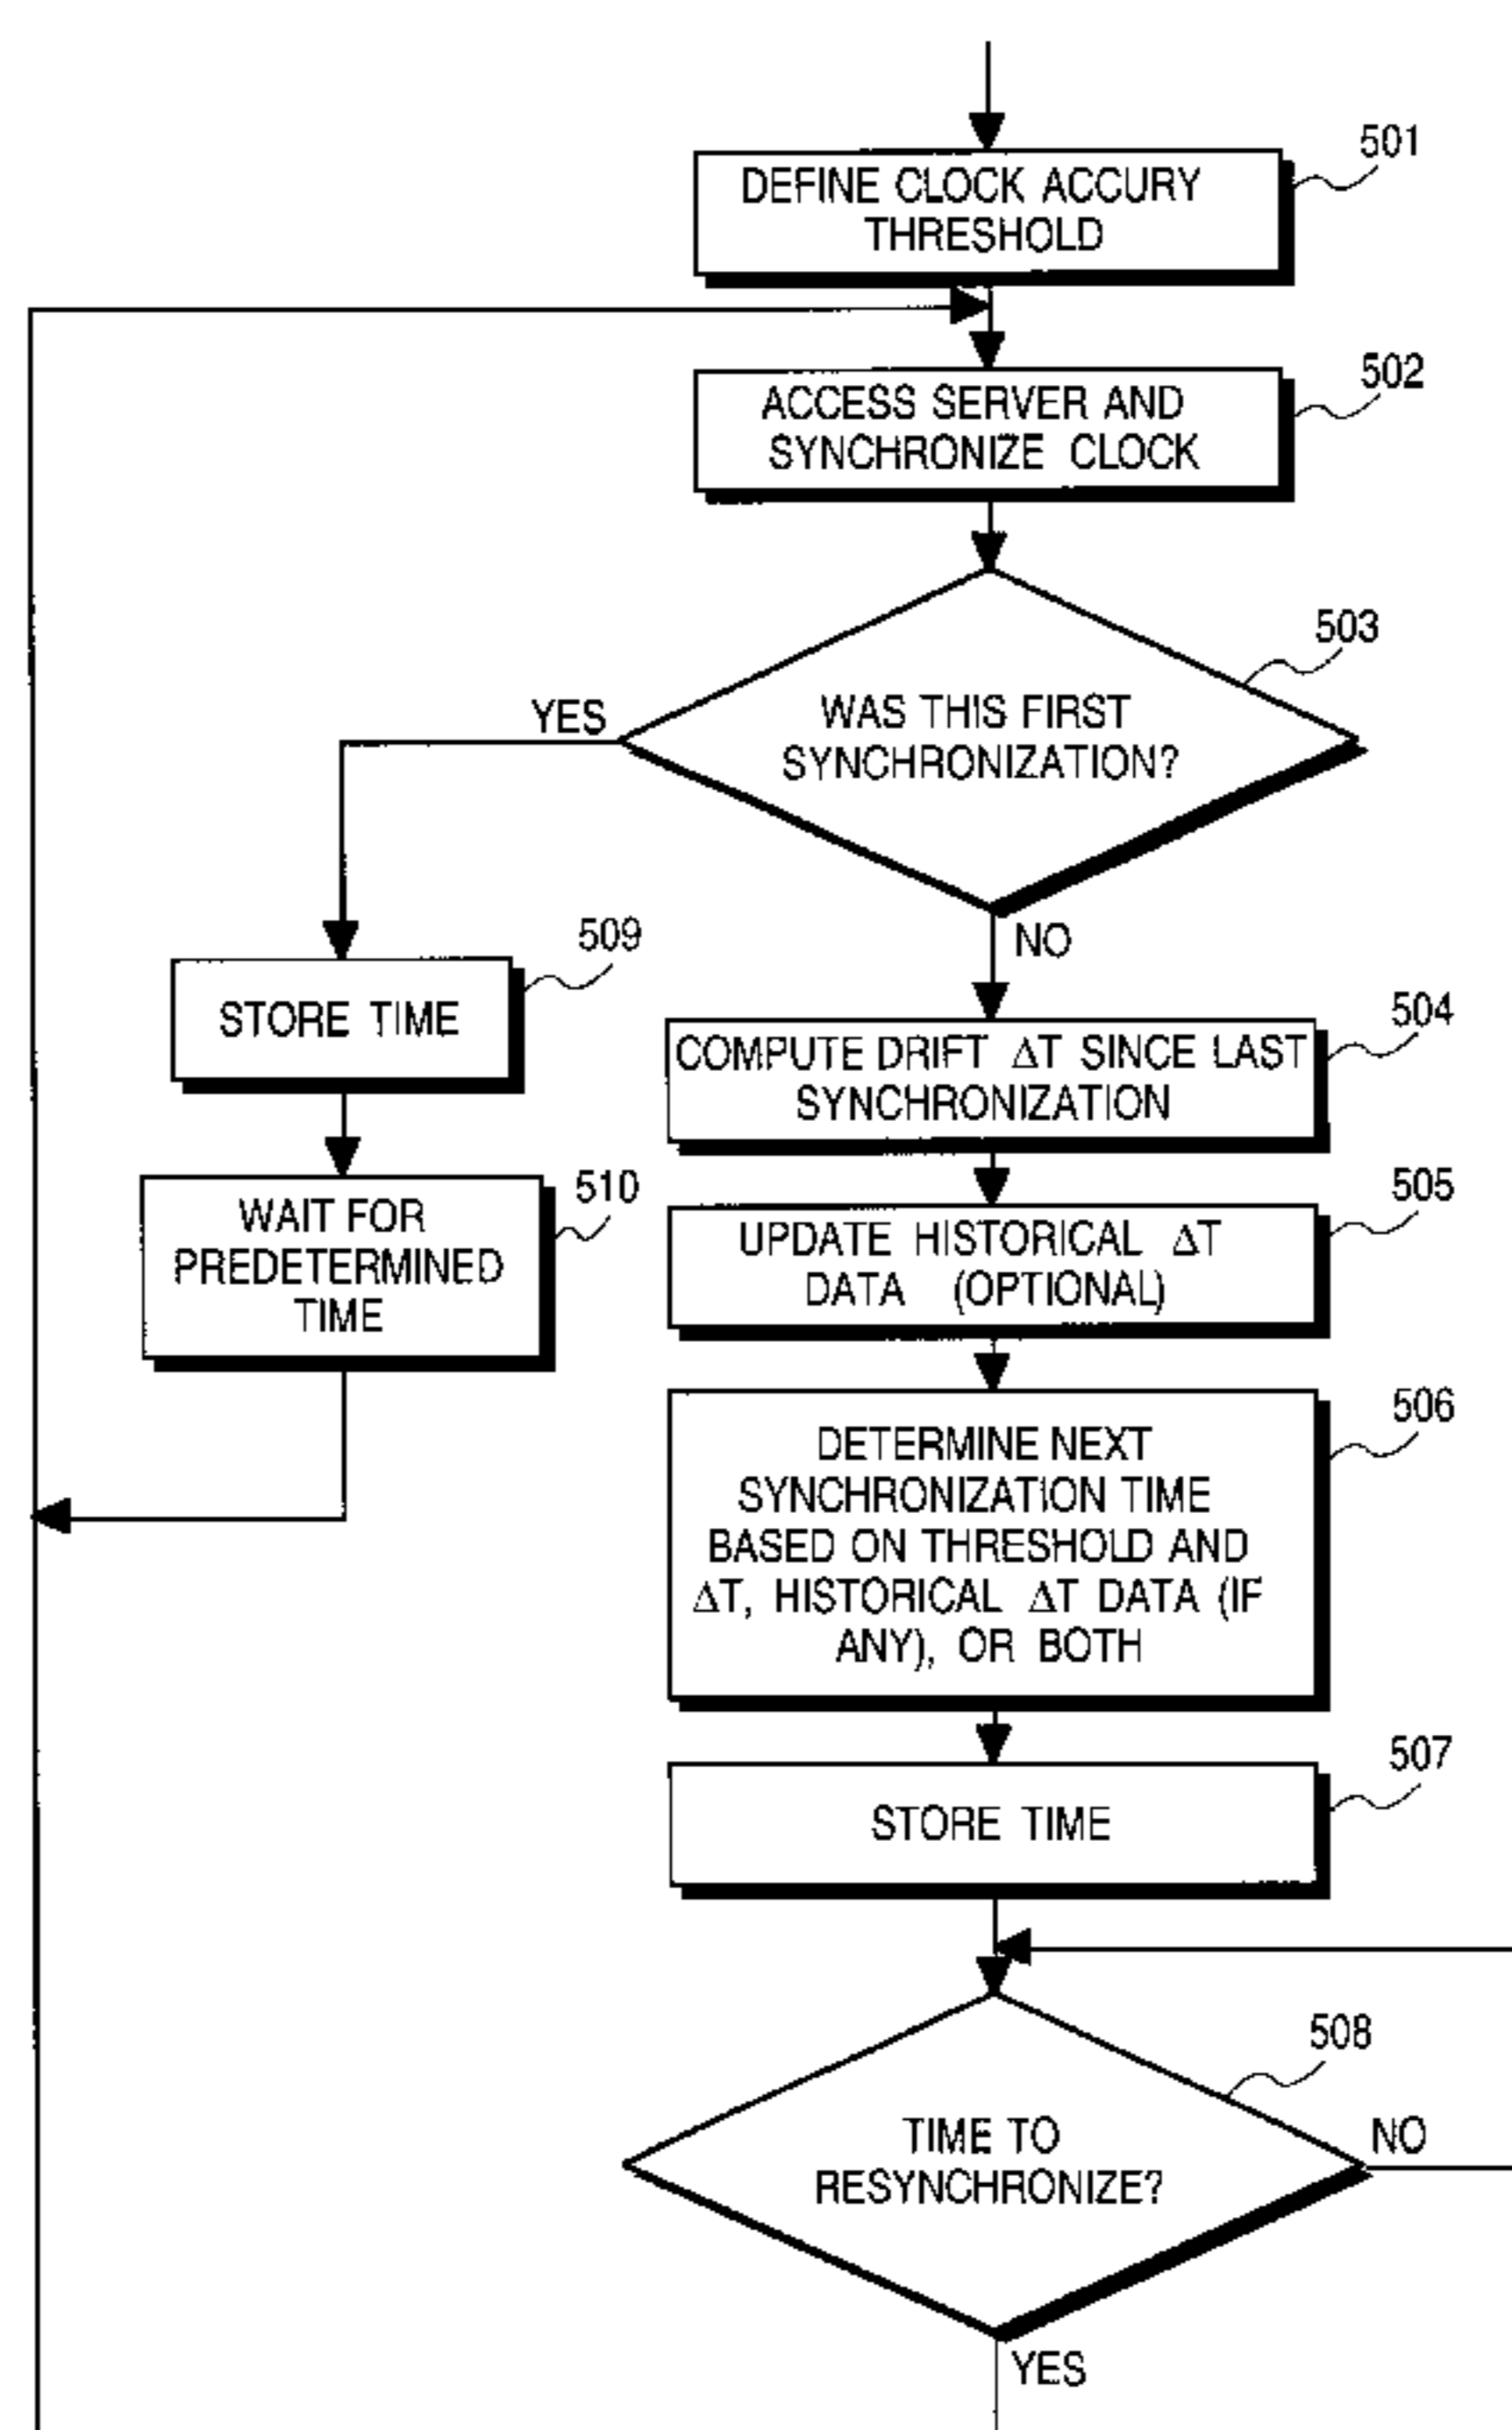 501
DEFINE CLOCK ACCURY
THRESHOLD
502
ACCESS SERVER AND
SYNCHRONIZE CLOCK
503
WAS THIS FIRST
SYNCHRONIZATION?
YES
NO
509
STORE TIME
510
WAIT FOR
PREDETERMINED
TIME
504
COMPUTE DRIFT ΔT SINCE LAST
SYNCHRONIZATION
505
UPDATE HISTORICAL ΔT
DATA (OPTIONAL)
506
DETERMINE NEXT
SYNCHRONIZATION TIME
BASED ON THRESHOLD AND
ΔT, HISTORICAL ΔT DATA (IF
ANY), OR BOTH
507
STORE TIME
508
TIME TO
RESYNCHRONIZE?
NO
YES